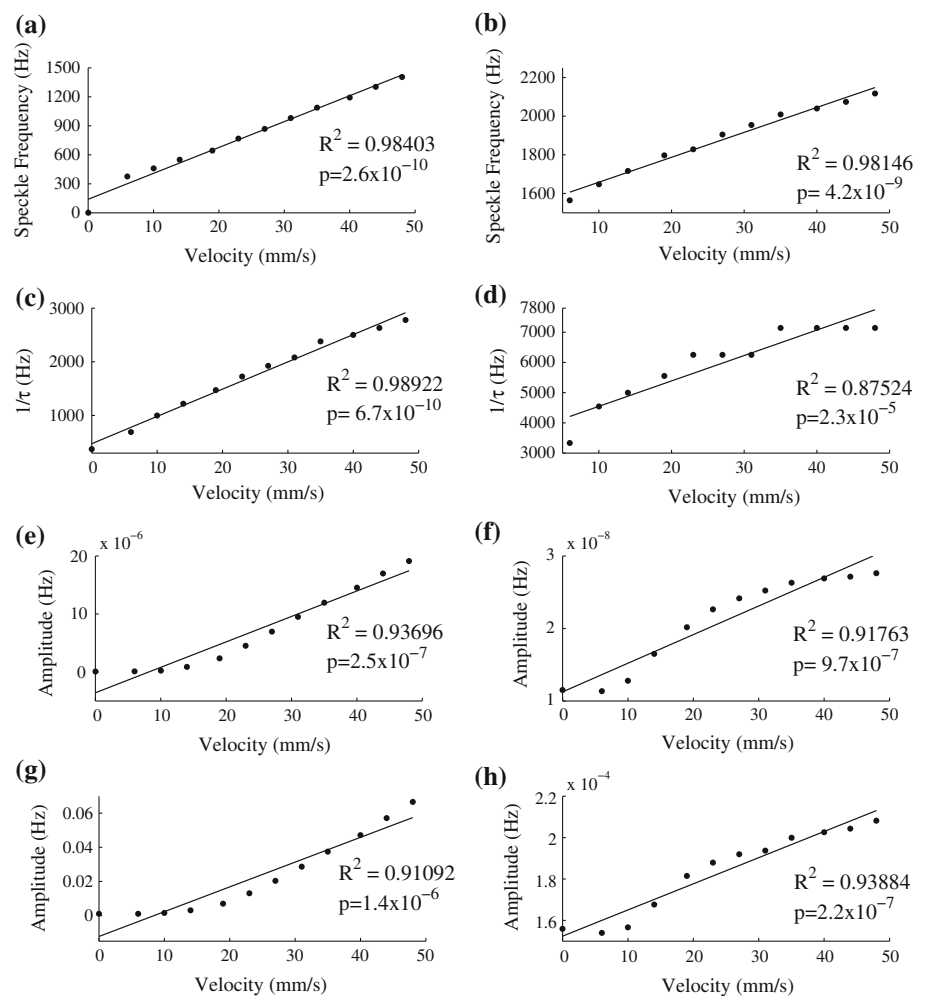 (a)
Speckle Frequency (Hz)
1500
1200
900
600
300
0
R² = 0.98403
p=2.6x10⁻¹⁰
0 10 20 30 40 50
Velocity (mm/s)
(b)
Speckle Frequency (Hz)
2200
2000
1800
1600
R² = 0.98146
p= 4.2x10⁻⁹
10 20 30 40 50
Velocity (mm/s)
(c)
1/τ (Hz)
3000
2000
1000
R² = 0.98922
p= 6.7x10⁻¹⁰
0 10 20 30 40 50
Velocity (mm/s)
(d)
1/τ (Hz)
7800
7000
6000
5000
4000
3000
R² = 0.87524
p=2.3x10⁻⁵
10 20 30 40 50
Velocity (mm/s)
(e)
x 10⁻⁶
Amplitude (Hz)
20
10
0
R² = 0.93696
p=2.5x10⁻⁷
0 10 20 30 40 50
Velocity (mm/s)
(f)
x 10⁻⁸
Amplitude (Hz)
3
2
1
R² = 0.91763
p= 9.7x10⁻⁷
0 10 20 30 40 50
Velocity (mm/s)
(g)
Amplitude (Hz)
0.06
0.04
0.02
0
R² = 0.91092
p=1.4x10⁻⁶
0 10 20 30 40 50
Velocity (mm/s)
(h)
x 10⁻⁴
Amplitude (Hz)
2.2
2
1.8
1.6
R² = 0.93884
p=2.2x10⁻⁷
0 10 20 30 40 50
Velocity (mm/s)